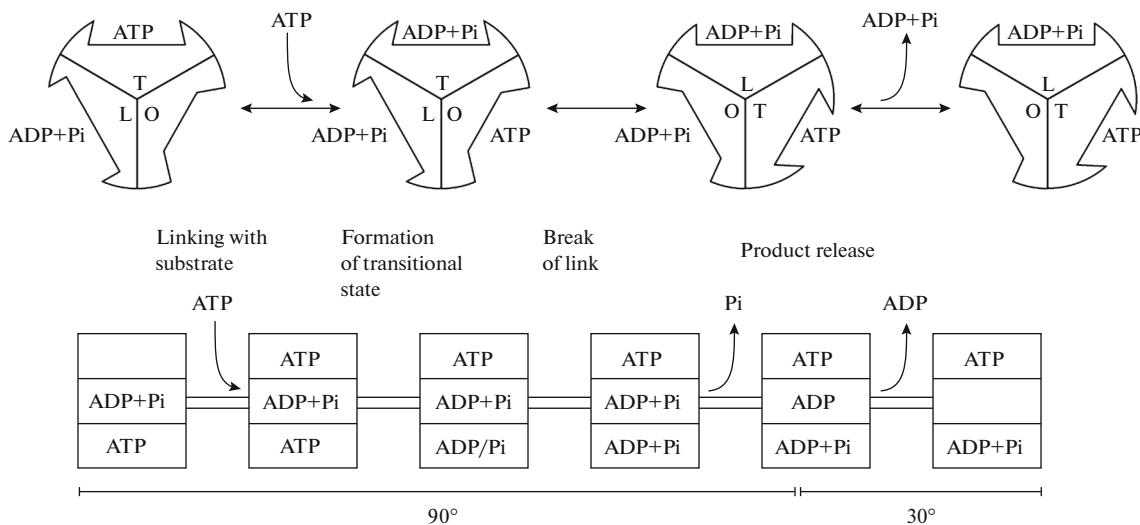 ATP ATP ADP+Pi ADP+Pi ADP+Pi ADP+Pi
T T L L
L O L O O T O T
ADP+Pi ADP+Pi ATP ADP+Pi ATP ATP
Linking with substrate
Formation of transitional state
Break of link
Product release
ATP Pi ADP
ATP ATP ATP ATP ATP
ADP+Pi ADP+Pi ADP+Pi ADP+Pi ADP
ATP ATP ADP/Pi ADP+Pi ADP+Pi ADP+Pi
90° 30°